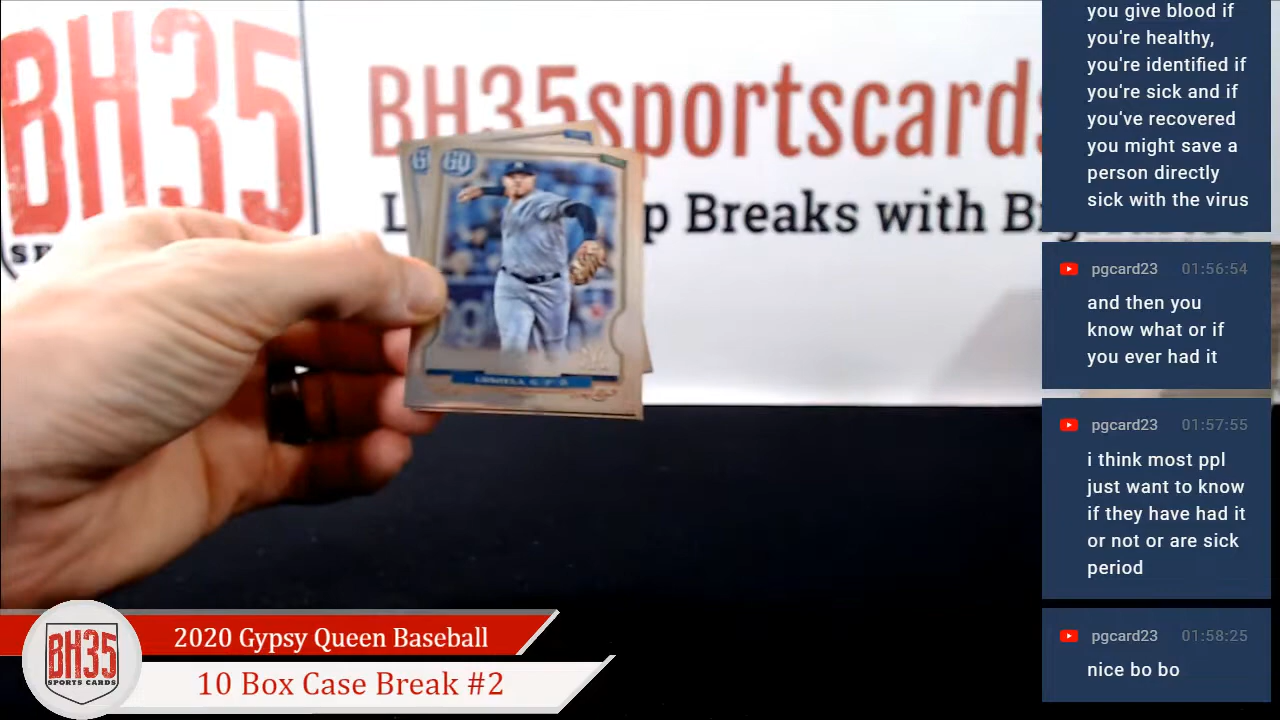 BH35
BH35sportscards
p Breaks with
GQ
G
you give blood if
you're healthy,
you're identified if
you're sick and if
you've recovered
you might save a
person directly
sick with the virus
pgcard23 01:56:54
and then you
know what or if
you ever had it
pgcard23 01:57:55
i think most ppl
just want to know
if they have had it
or not or are sick
period
pgcard23 01:58:25
nice bo bo
2020 Gypsy Queen Baseball
10 Box Case Break #2
BH35
SPORTS CARDS